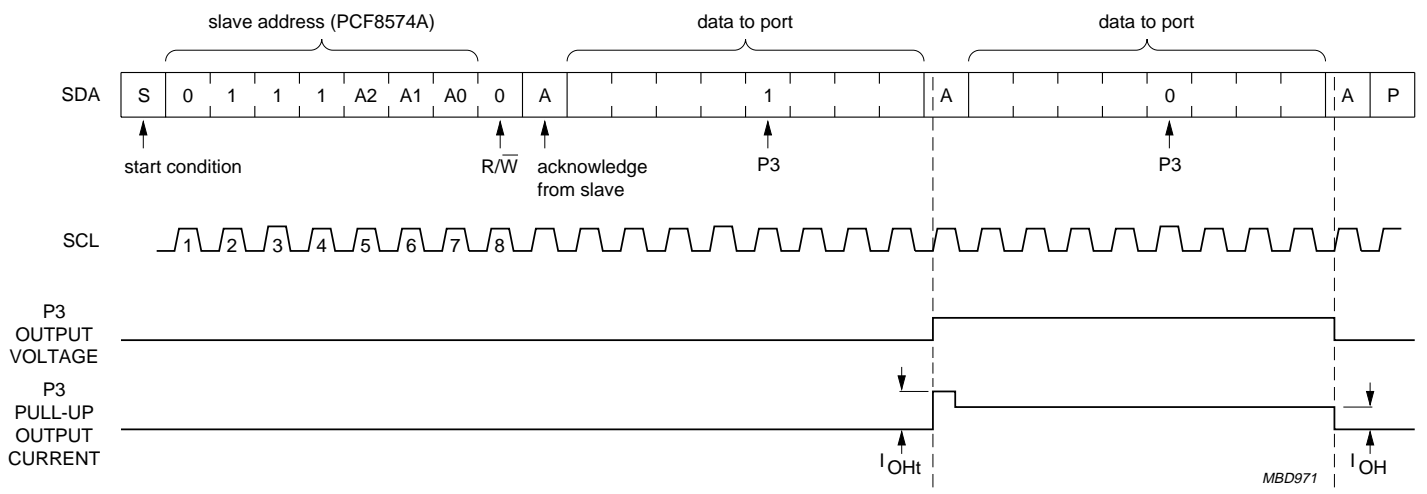 slave address (PCF8574A) data to port data to port
SDA S 0 1 1 1 A2 A1 A0 0 A 1 A 0 A P
start condition R/W̅ acknowledge from slave P3 P3
SCL 1 2 3 4 5 6 7 8
P3
OUTPUT
VOLTAGE
P3
PULL-UP
OUTPUT
CURRENT
I OHt
I OH
MBD971